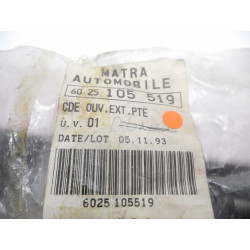 MATRA
AUTOMOBILE
60.25 105 519
CDE OUV.EXT.PTE
U.V. 01
DATE/LOT 05.11.93
6025 105519